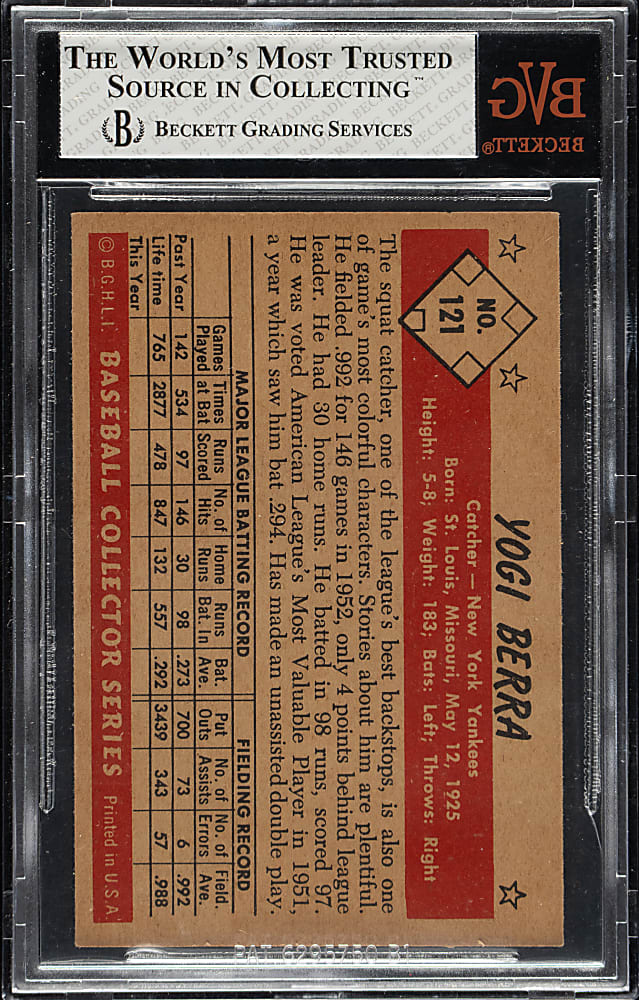 THE WORLD'S MOST TRUSTED
SOURCE IN COLLECTING™
B BECKETT GRADING SERVICES
BVG
BECKETT®
NO.
121
YOGI BERRA
Catcher — New York Yankees
Born: St. Louis, Missouri, May 12, 1925
Height: 5-8; Weight: 183; Bats: Left; Throws: Right
The squat catcher, one of the league's best backstops, is also one
of game's most colorful characters. Stories about him are plentiful.
He fielded .992 for 146 games in 1952, only 4 points behind league
leader. He had 30 home runs. He batted in 98 runs, scored 97.
He was voted American League's Most Valuable Player in 1951,
a year which saw him bat .294. Has made an unassisted double play.
MAJOR LEAGUE BATTING RECORD FIELDING RECORD
Games Times Runs No. of Home Runs Bat. Put No. of No. of Field.
Played at Bat Scored Hits Runs Bat. In Ave. Outs Assists Errors Ave.
Past Year 142 534 97 146 30 98 .273 700 73 6 .992
Life time 765 2877 478 847 132 557 .292 3439 343 57 .988
This Year
© B.G.H.L.I. BASEBALL COLLECTOR SERIES Printed in U.S.A.
PAT. 6295750 B1